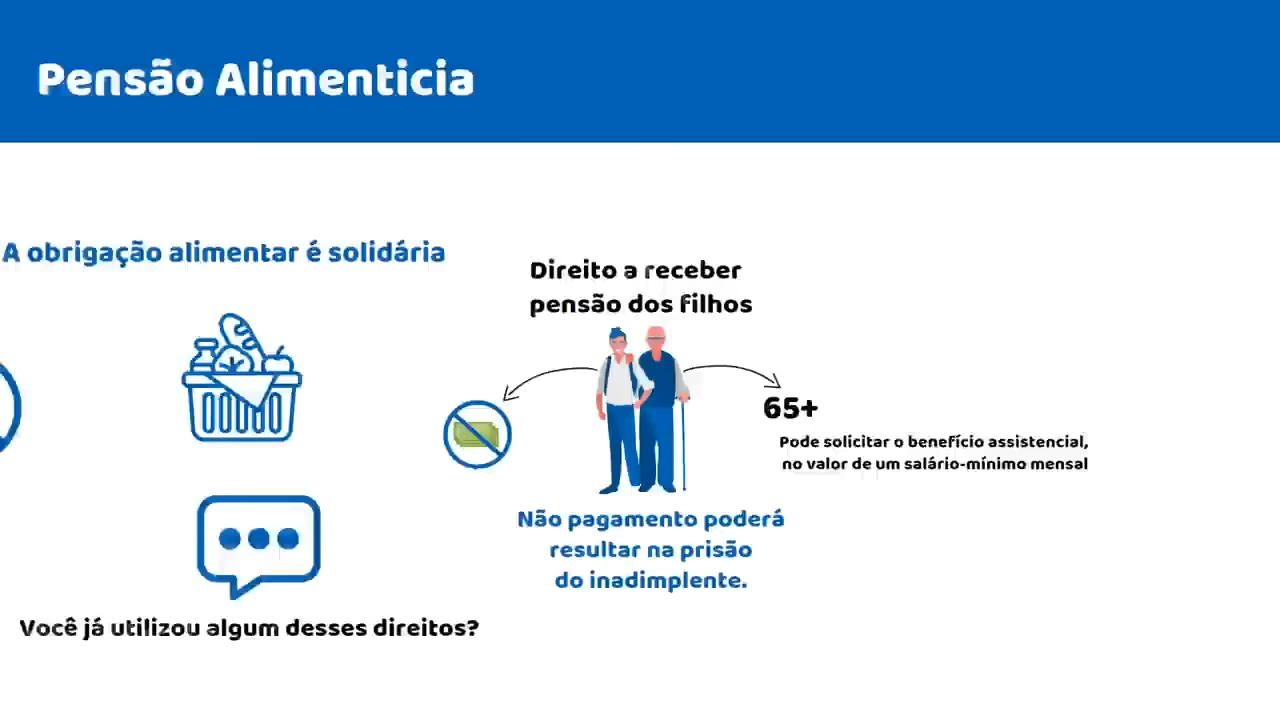 Pensão Alimenticia
A obrigação alimentar é solidária
Direito a receber
pensão dos filhos
65+
Pode solicitar o benefício assistencial,
no valor de um salário-mínimo mensal
Não pagamento poderá
resultar na prisão
do inadimplente.
Você já utilizou algum desses direitos?